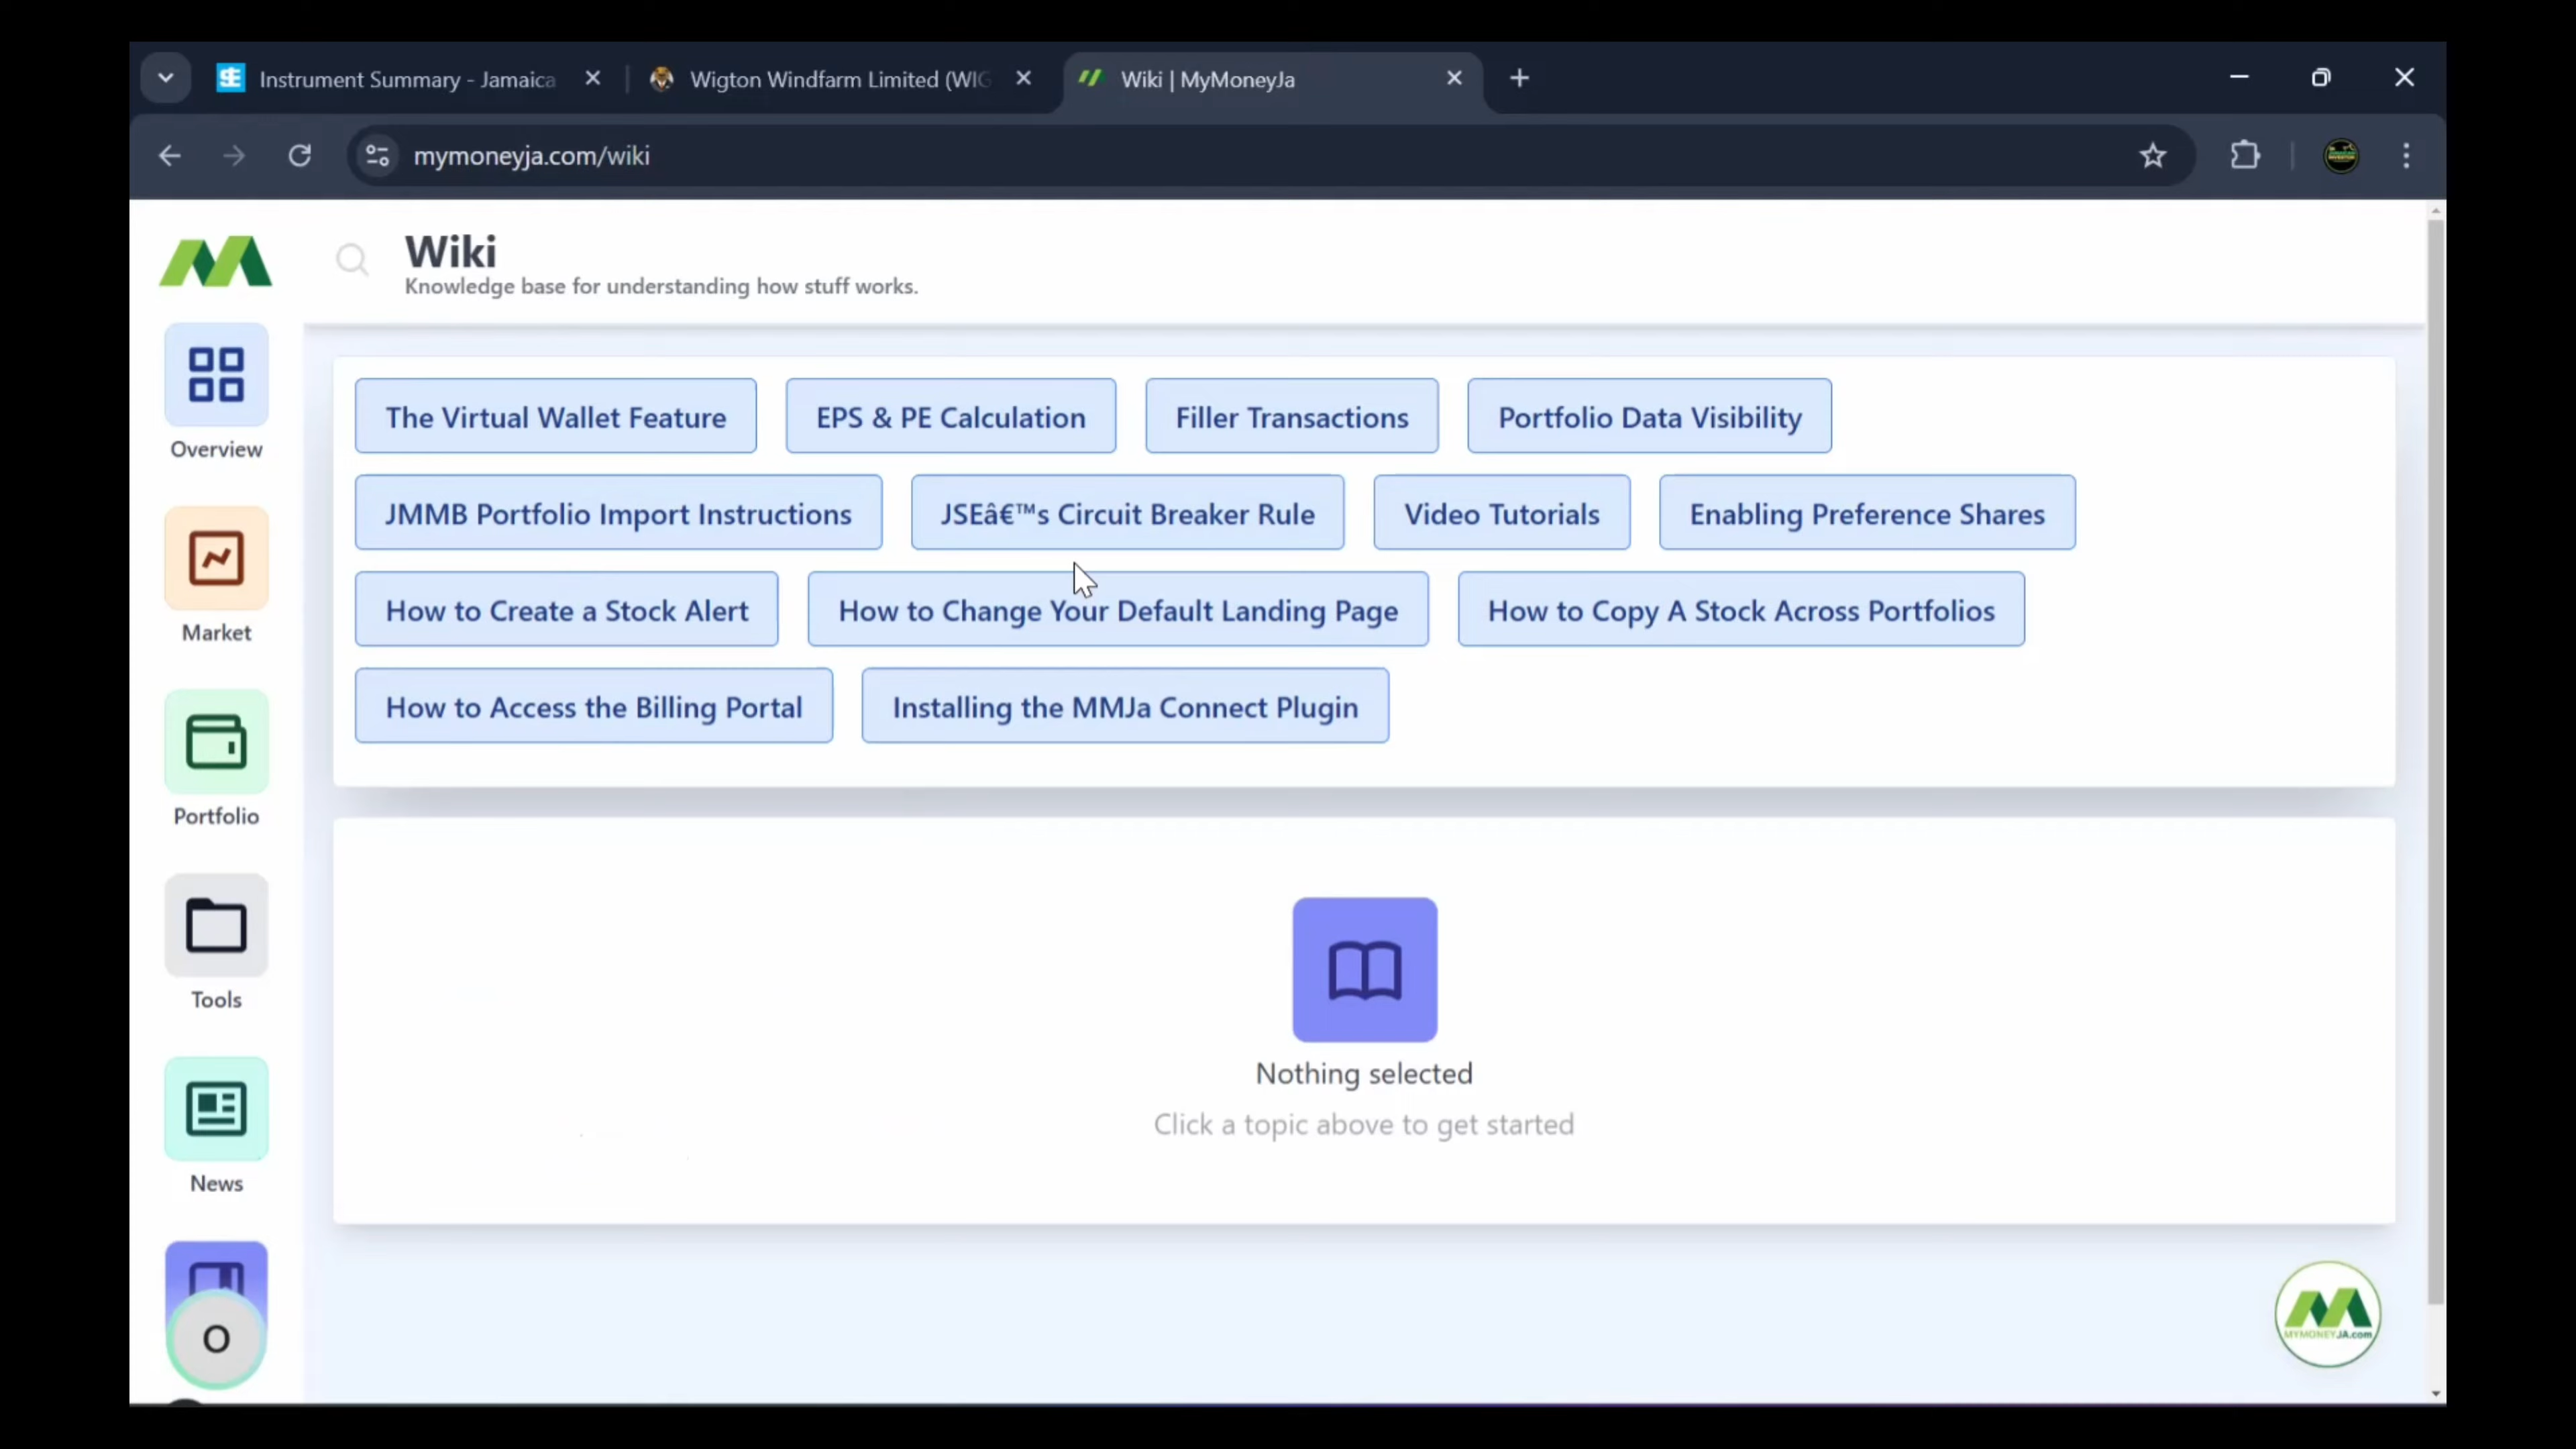 Instrument Summary - Jamaica
Wigton Windfarm Limited (WIG
Wiki | MyMoneyJa
mymoneyja.com/wiki
Wiki
Knowledge base for understanding how stuff works.
The Virtual Wallet Feature
EPS & PE Calculation
Filler Transactions
Portfolio Data Visibility
JMMB Portfolio Import Instructions
JSEâ€™s Circuit Breaker Rule
Video Tutorials
Enabling Preference Shares
How to Create a Stock Alert
How to Change Your Default Landing Page
How to Copy A Stock Across Portfolios
How to Access the Billing Portal
Installing the MMJa Connect Plugin
Overview
Market
Portfolio
Tools
News
O
Nothing selected
Click a topic above to get started
MYMONEYJA.com